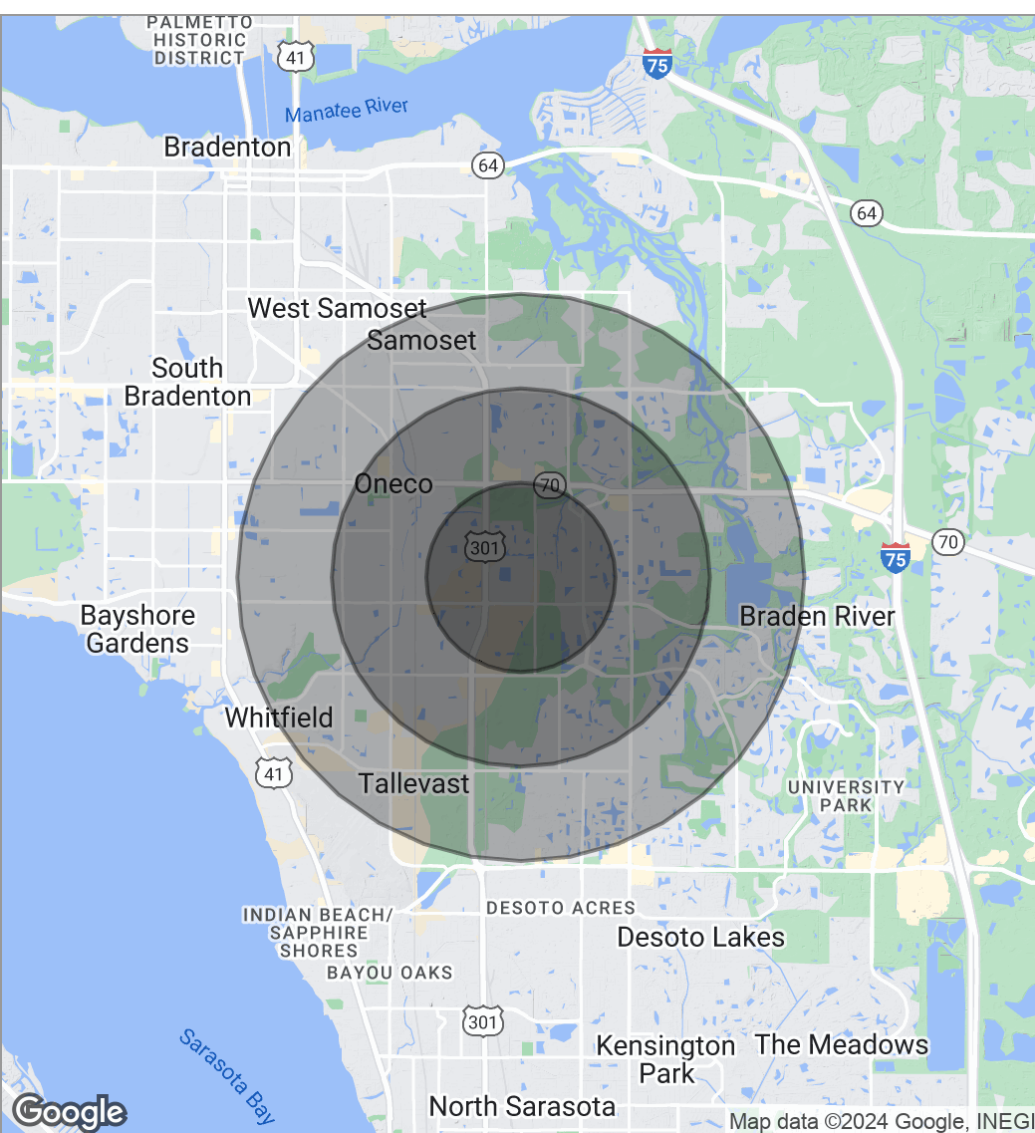 PALMETTO
HISTORIC
DISTRICT
41
75
Manatee River
Bradenton
64
64
West Samoset
Samoset
South
Bradenton
Oneco
70
301
70
75
Bayshore
Gardens
Braden River
Whitfield
41
Tallevast
UNIVERSITY
PARK
INDIAN BEACH/
SAPPHIRE
SHORES
DESOTO ACRES
Desoto Lakes
BAYOU OAKS
301
Sarasota Bay
Kensington
Park
The Meadows
North Sarasota
Google
Map data ©2024 Google, INEGI